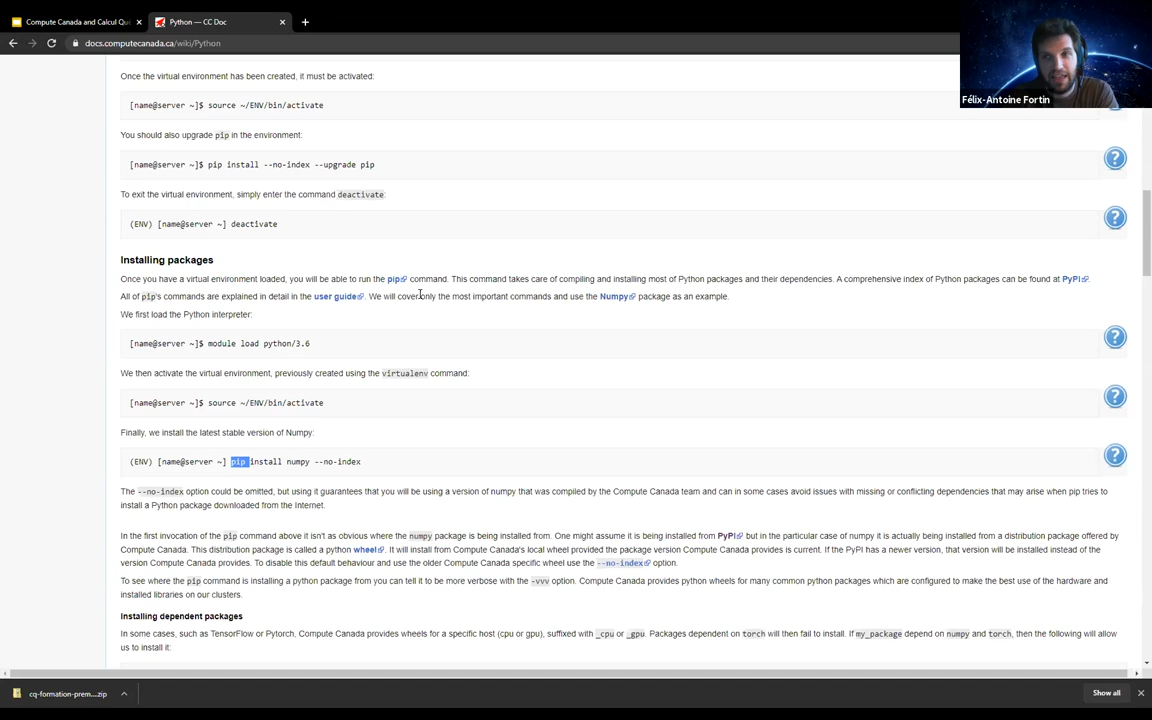 Compute Canada and Calcul Qué
Python — CC Doc
docs.computecanada.ca/wiki/Python
Félix-Antoine Fortin
Once the virtual environment has been created, it must be activated:
[name@server ~]$ source ~/ENV/bin/activate
You should also upgrade pip in the environment:
[name@server ~]$ pip install --no-index --upgrade pip
To exit the virtual environment, simply enter the command deactivate:
(ENV) [name@server ~] deactivate
Installing packages
Once you have a virtual environment loaded, you will be able to run the pip command. This command takes care of compiling and installing most of Python packages and their dependencies. A comprehensive index of Python packages can be found at PyPI.
All of pip's commands are explained in detail in the user guide. We will cover only the most important commands and use the Numpy package as an example.
We first load the Python interpreter:
[name@server ~]$ module load python/3.6
We then activate the virtual environment, previously created using the virtualenv command:
[name@server ~]$ source ~/ENV/bin/activate
Finally, we install the latest stable version of Numpy:
(ENV) [name@server ~] pip install numpy --no-index
The --no-index option could be omitted, but using it guarantees that you will be using a version of numpy that was compiled by the Compute Canada team and can in some cases avoid issues with missing or conflicting dependencies that may arise when pip tries to
install a Python package downloaded from the Internet.
In the first invocation of the pip command above it isn't as obvious where the numpy package is being installed from. One might assume it is being installed from PyPI but in the particular case of numpy it is actually being installed from a distribution package offered by
Compute Canada. This distribution package is called a python wheel. It will install from Compute Canada's local wheel provided the package version Compute Canada provides is current. If the PyPI has a newer version, that version will be installed instead of the
version Compute Canada provides. To disable this default behaviour and use the older Compute Canada specific wheel use the --no-index option.
To see where the pip command is installing a python package from you can tell it to be more verbose with the -vvv option. Compute Canada provides python wheels for many common python packages which are configured to make the best use of the hardware and
installed libraries on our clusters.
Installing dependent packages
In some cases, such as TensorFlow or Pytorch, Compute Canada provides wheels for a specific host (cpu or gpu), suffixed with _cpu or _gpu. Packages dependent on torch will then fail to install. If my_package depend on numpy and torch, then the following will allow
us to install it:
cq-formation-prem....zip
Show all